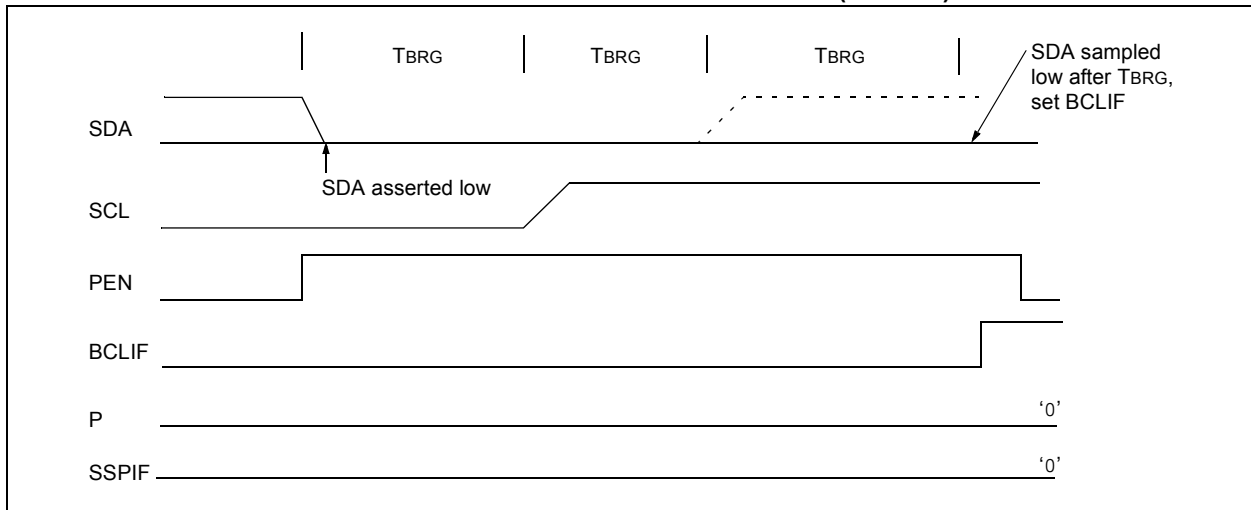 TBRG TBRG TBRG
SDA sampled
low after TBRG,
set BCLIF
SDA
SDA asserted low
SCL
PEN
BCLIF
P ‘0’
SSPIF ‘0’